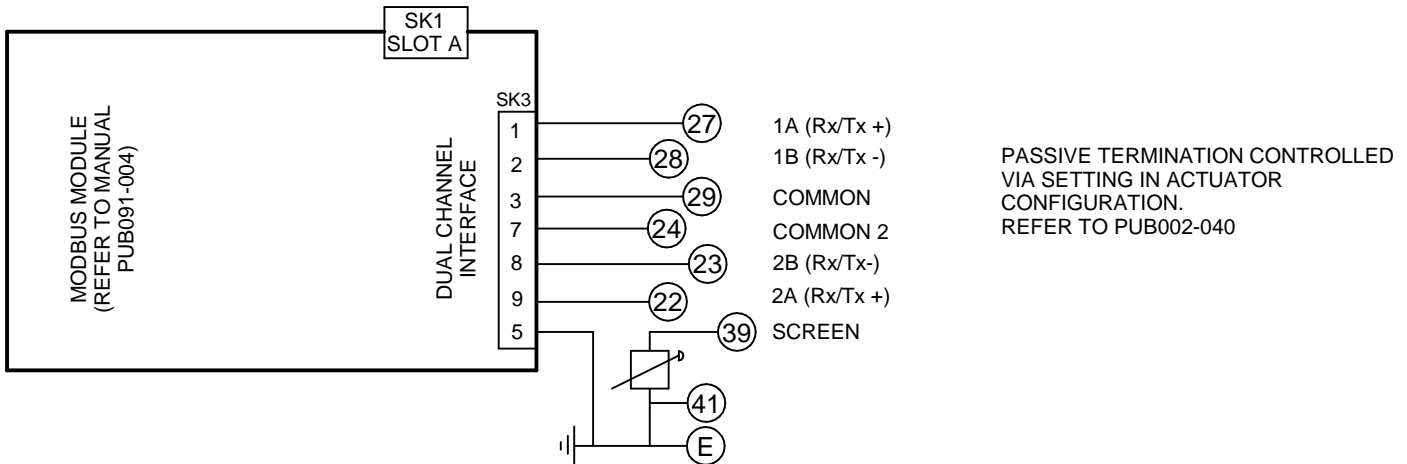 SK1
SLOT A
MODBUS MODULE
(REFER TO MANUAL
PUB091-004)
DUAL CHANNEL
INTERFACE
SK3
1 27 1A (Rx/Tx +)
2 28 1B (Rx/Tx -)
3 29 COMMON
7 24 COMMON 2
8 23 2B (Rx/Tx-)
9 22 2A (Rx/Tx +)
5 39 SCREEN
41
E
PASSIVE TERMINATION CONTROLLED
VIA SETTING IN ACTUATOR
CONFIGURATION.
REFER TO PUB002-040